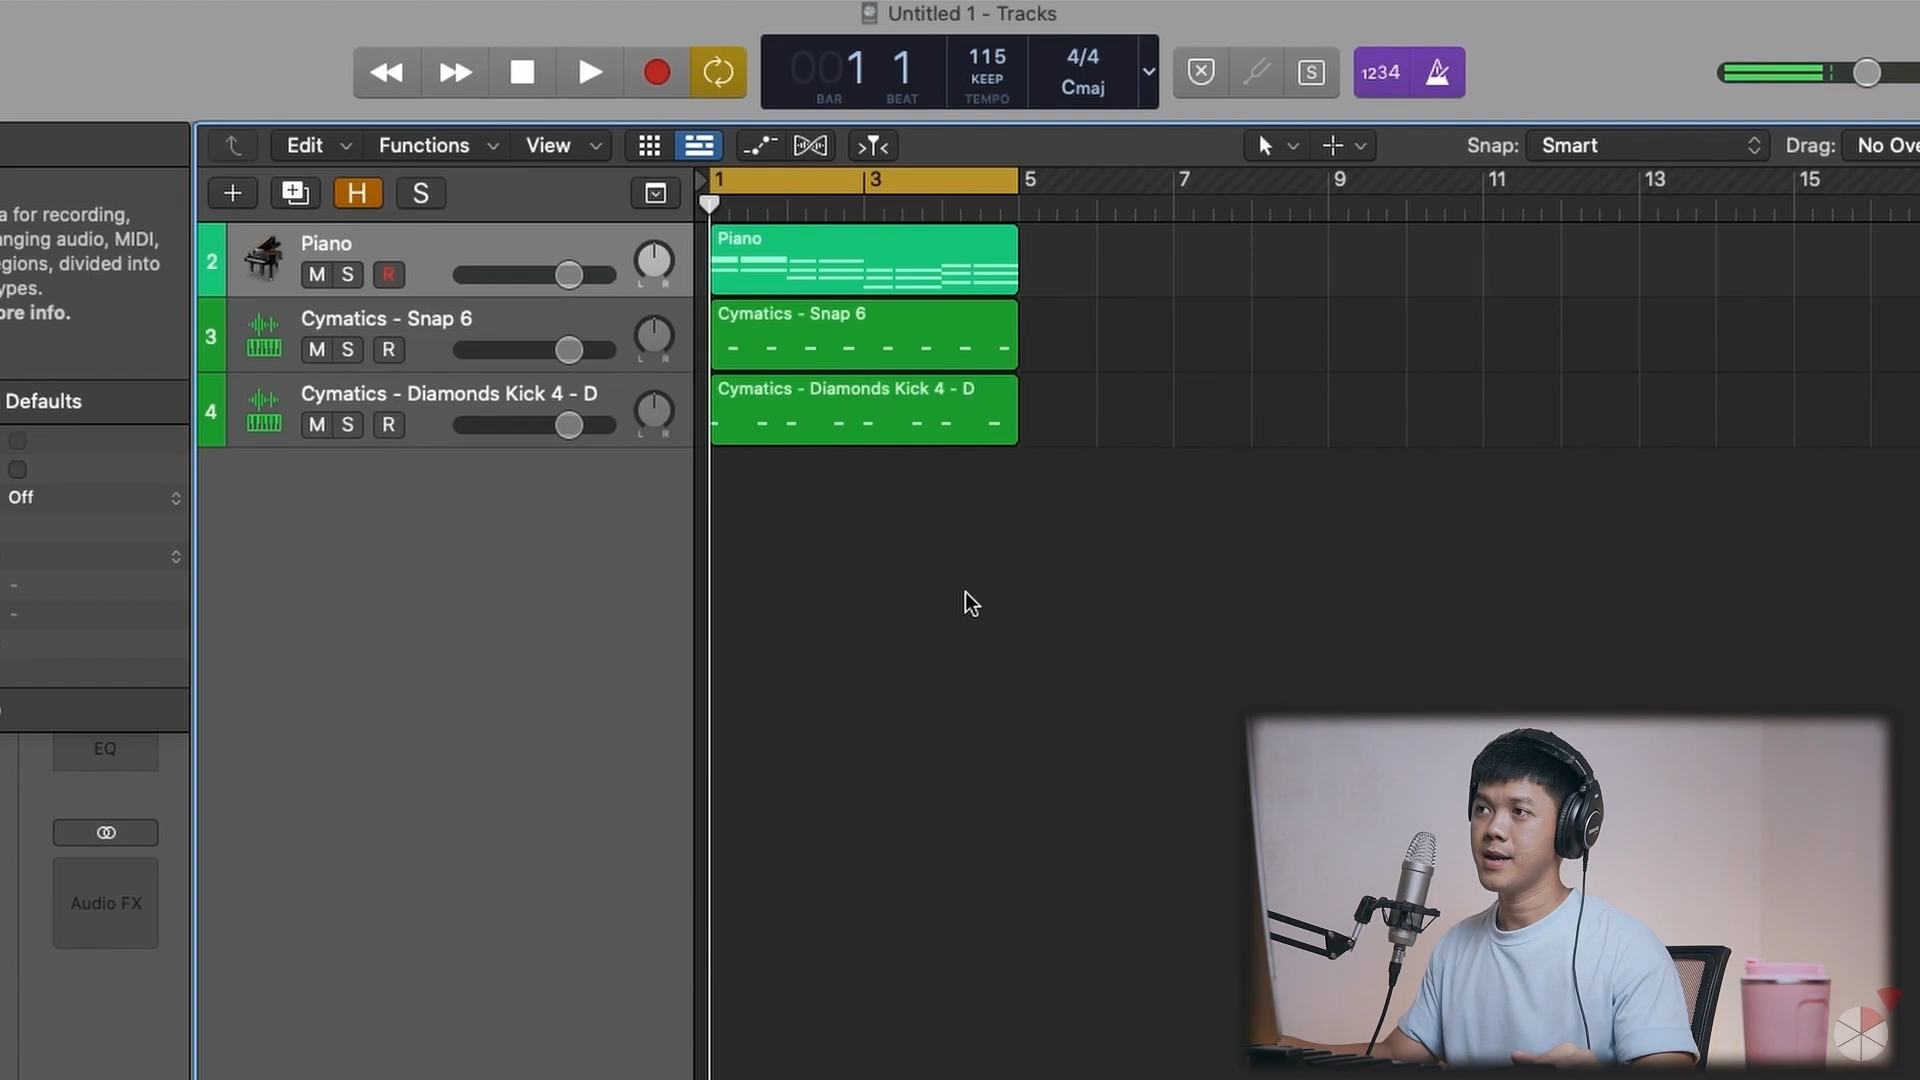 Untitled 1 - Tracks
001 1
BAR BEAT
115
KEEP
TEMPO
4/4
Cmaj
S
1234
Edit Functions View
Snap: Smart Drag: No Ove
H S
1 3 5 7 9 11 13 15
a for recording,
anging audio, MIDI,
egions, divided into
ypes.
ore info.
2 Piano
M S R
L R
Piano
3 Cymatics - Snap 6
M S R
L R
Cymatics - Snap 6
4 Cymatics - Diamonds Kick 4 - D
M S R
L R
Cymatics - Diamonds Kick 4 - D
Defaults
Off
-
-
EQ
Audio FX